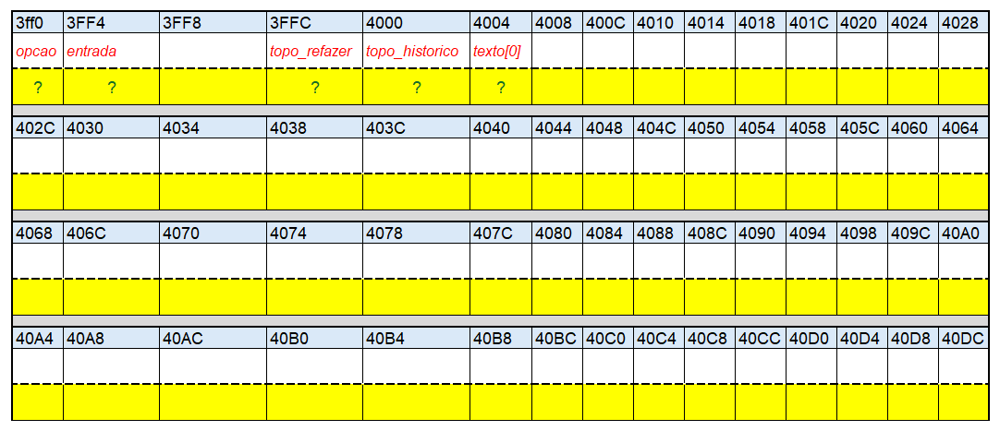 3ff0 3FF4 3FF8 3FFC 4000 4004 4008 400C 4010 4014 4018 401C 4020 4024 4028
opcao entrada topo_refazer topo_historico texto[0]
? ? ? ? ?
402C 4030 4034 4038 403C 4040 4044 4048 404C 4050 4054 4058 405C 4060 4064
4068 406C 4070 4074 4078 407C 4080 4084 4088 408C 4090 4094 4098 409C 40A0
40A4 40A8 40AC 40B0 40B4 40B8 40BC 40C0 40C4 40C8 40CC 40D0 40D4 40D8 40DC